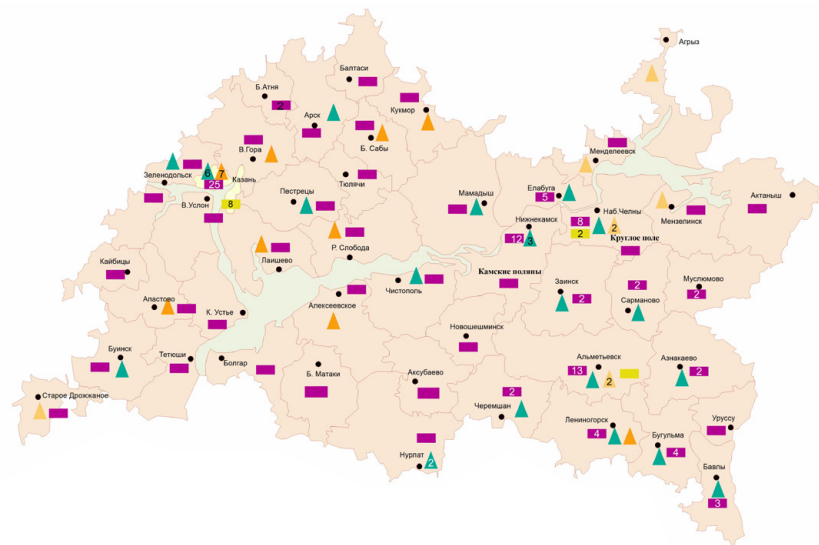 Агрыз
Балтаси
Б.Атня
2
Кукмор
Арск
Б. Сабы
Менделеевск
В.Гора
Зеленодольск
6
7
25
Казань
Тюлячи
Елабуга
5
Актаныш
Пестрецы
Мамадыш
В.Услон
8
Наб.Челны
Мензелинск
Нижнекамск
8
2
2
12
3
Круглое поле
Р. Слобода
Лаишево
Кайбицы
Камские поляны
Чистополь
Заинск
2
2
Муслюмово
2
Сарманово
Апастово
К. Устье
Алексеевское
Новошешминск
Буинск
Тетюши
Болгар
Б. Матаки
Аксубаево
Альметьевск
13
2
Азнакаево
2
Старое Дрожжаное
2
Черемшан
Лениногорск
4
Уруссу
Бугульма
4
Нурлат
2
Бавлы
3